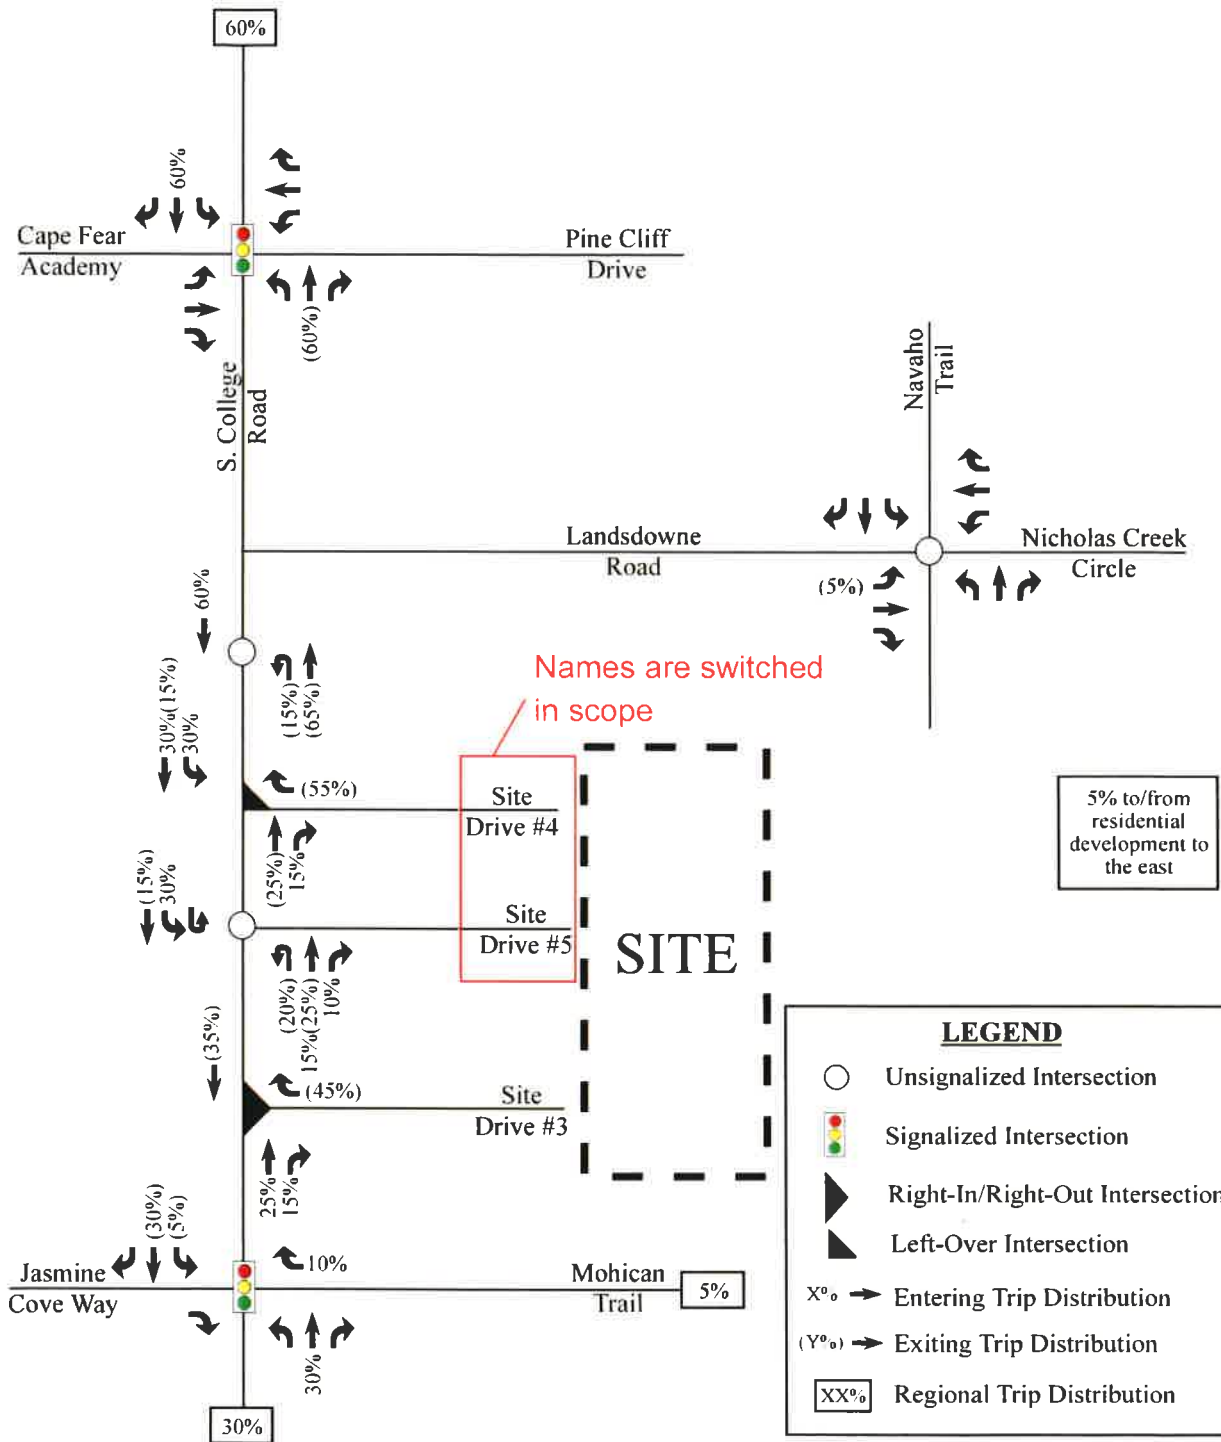 60%
60%
Cape Fear
Academy
Pine Cliff
Drive
(60%)
S. College
Road
Navaho
Trail
Landsdowne
Road
Nicholas Creek
Circle
(5%)
60%
(15%)
(65%)
Names are switched
in scope
30%(15%)
30%
(55%)
Site
Drive #4
(25%)
15%
5% to/from
residential
development to
the east
(15%)
30%
Site
Drive #5
SITE
(20%)
15%(25%)
10%
(35%)
(45%)
Site
Drive #3
25%
15%
(30%)
(5%)
10%
Jasmine
Cove Way
Mohican
Trail
5%
30%
30%
LEGEND
Unsignalized Intersection
Signalized Intersection
Right-In/Right-Out Intersection
Left-Over Intersection
X% Entering Trip Distribution
(Y%) Exiting Trip Distribution
XX% Regional Trip Distribution